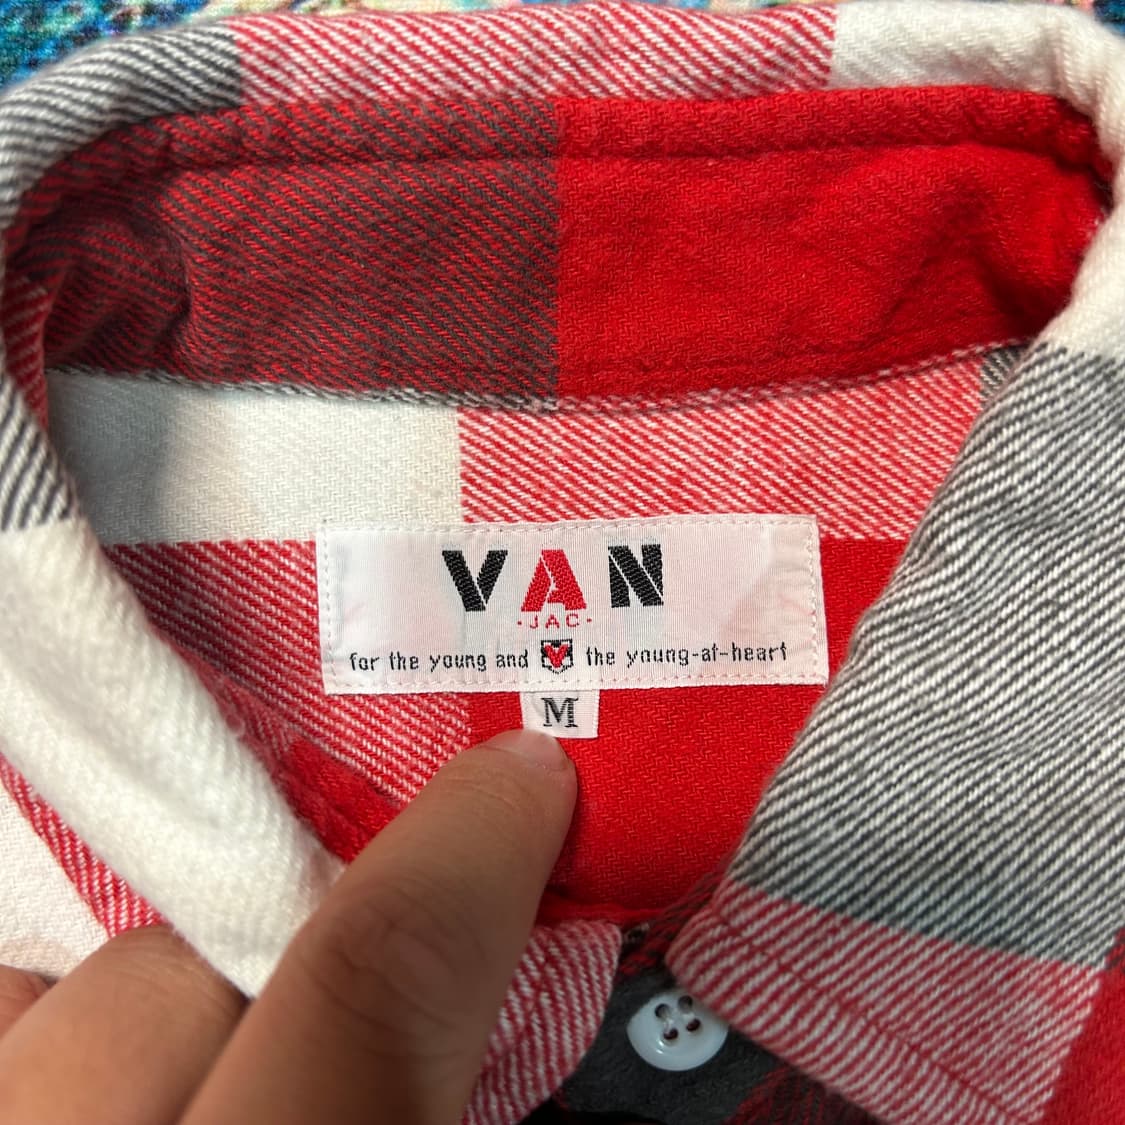 VAN
·JAC·
for the young and the young-at-heart
M